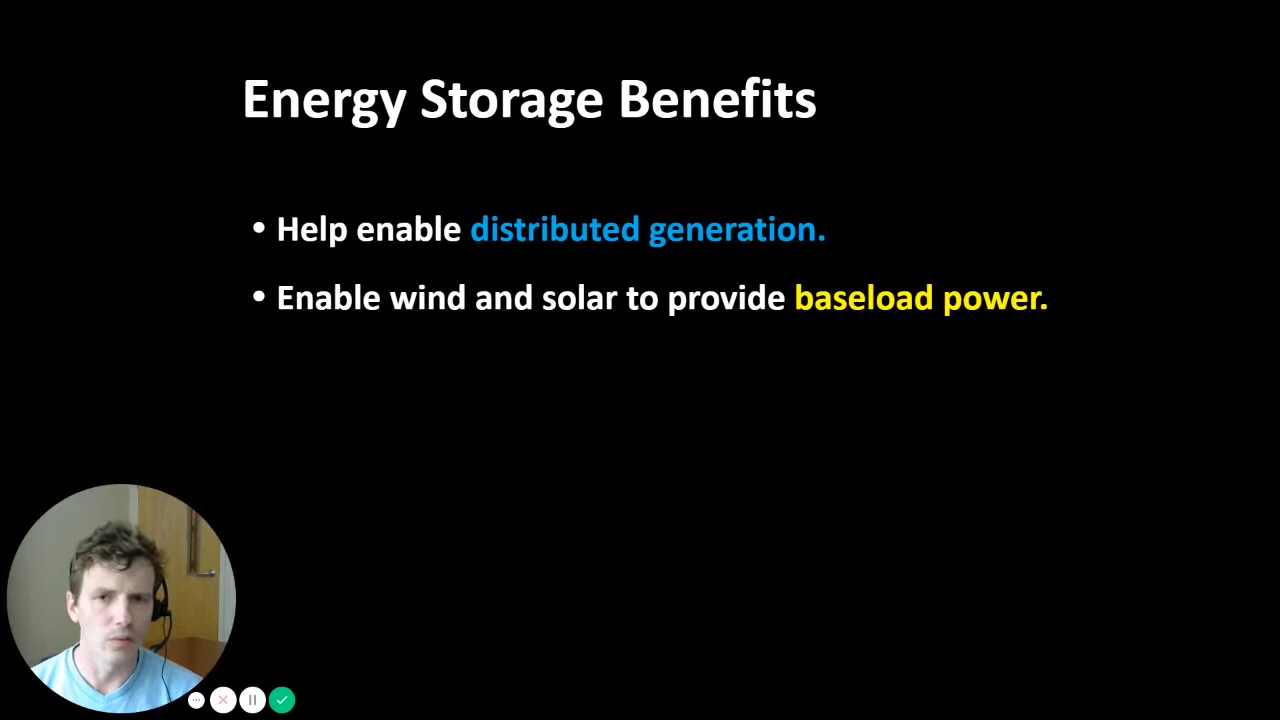 Energy Storage Benefits
• Help enable distributed generation.
• Enable wind and solar to provide baseload power.